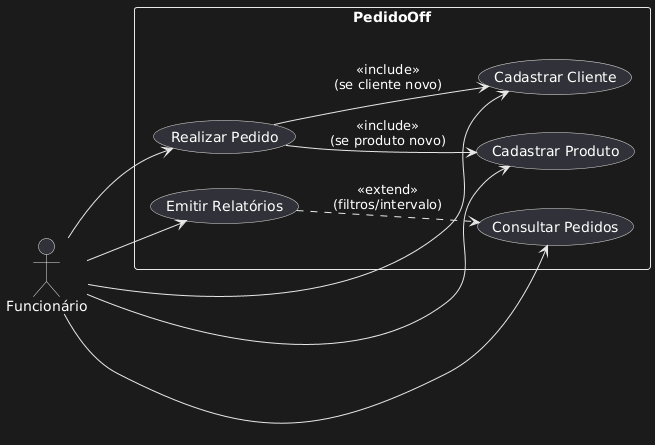 PedidoOff
«include»
(se cliente novo)
Cadastrar Cliente
Realizar Pedido
«include»
(se produto novo)
Cadastrar Produto
Emitir Relatórios
«extend»
(filtros/intervalo)
Consultar Pedidos
Funcionário